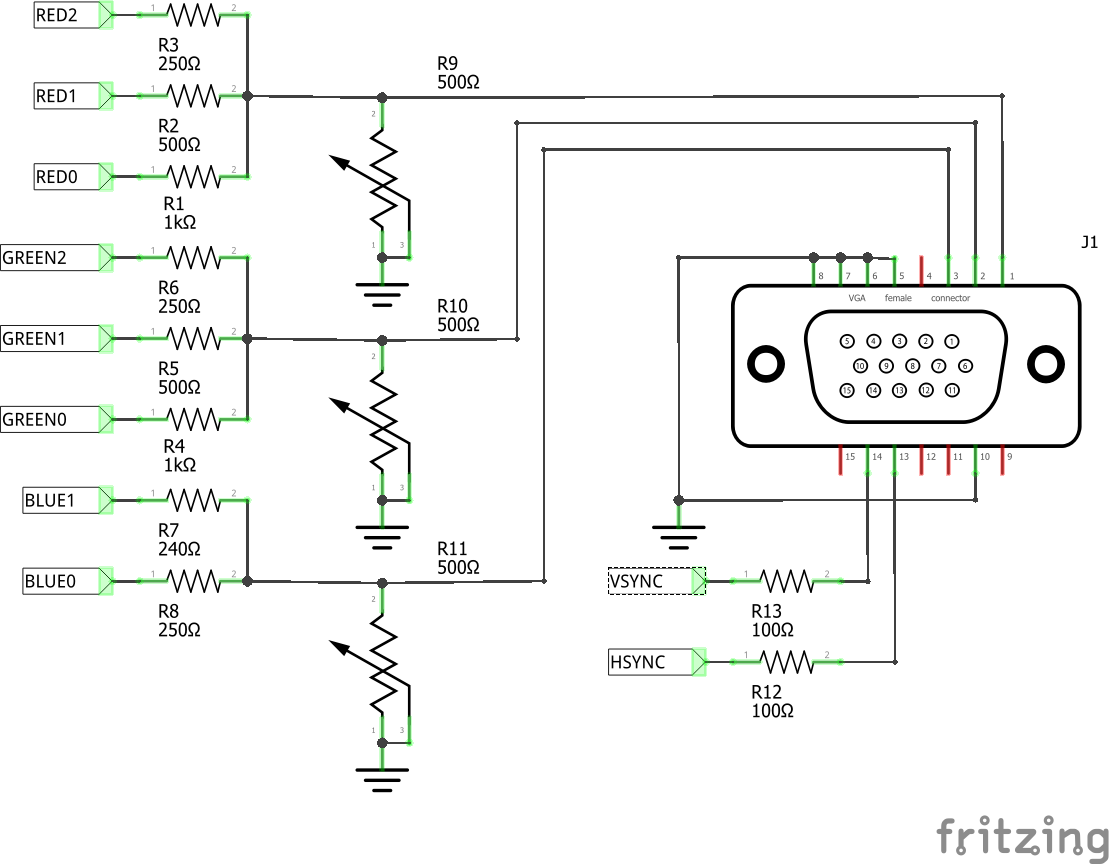 RED2
1
2
R3
250Ω
RED1
1
2
R2
500Ω
RED0
1
2
R1
1kΩ
GREEN2
1
2
R6
250Ω
GREEN1
1
2
R5
500Ω
GREEN0
1
2
R4
1kΩ
BLUE1
1
2
R7
240Ω
BLUE0
1
2
R8
250Ω
R9
500Ω
2
1
3
R10
500Ω
2
1
3
R11
500Ω
2
1
3
J1
8 7 6 5 4 3 2 1
VGA female connector
5 4 3 2 1
10 9 8 7 6
15 14 13 12 11
15 14 13 12 11 10 9
VSYNC
1
2
R13
100Ω
HSYNC
1
2
R12
100Ω
fritzing